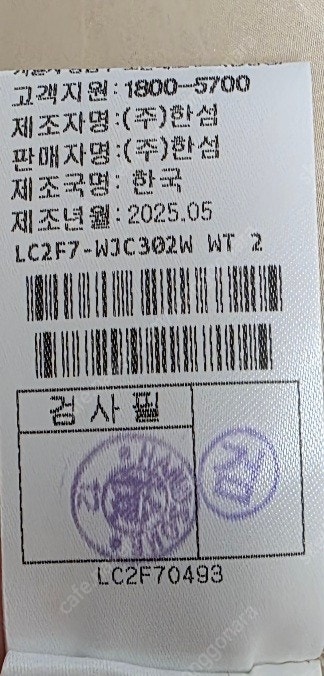 고객지원:1800-5700
제조자명:(주)한섬
판매자명:(주)한섬
제조국명: 한국
제조년월:2025.05
LC2F7-WJC302W WT 2
검사필
검
LC2F70493